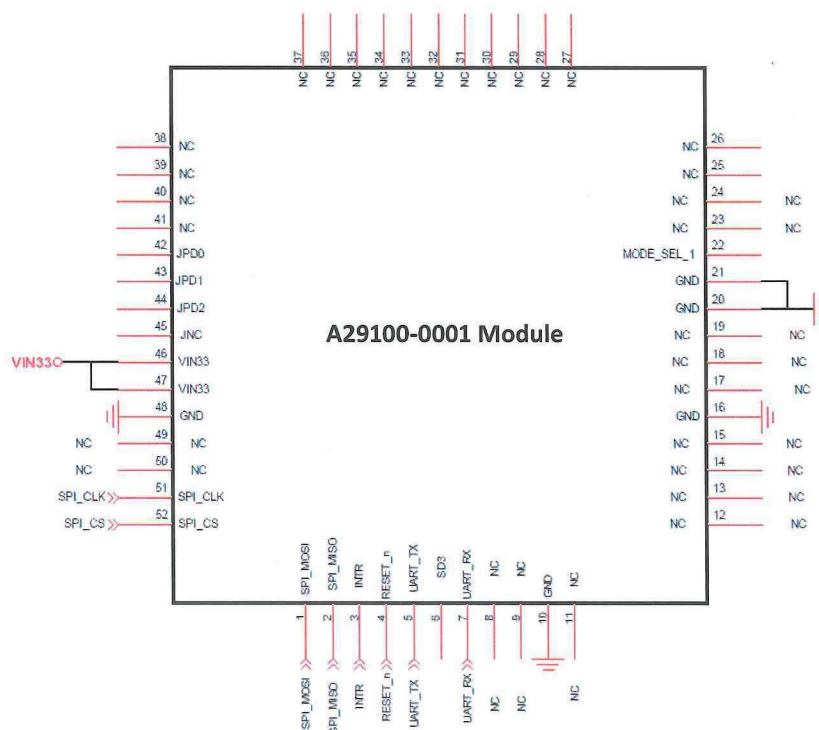 37 36 35 34 33 32 31 30 29 28 27
NC NC NC NC NC NC NC NC NC NC NC
38 NC NC 26
39 NC NC 25
40 NC NC 24 NC
41 NC NC 23 NC
42 JPD0 MODE_SEL_1 22
43 JPD1 GND 21
44 JPD2 GND 20
45 JNC NC 19 NC
A29100-0001 Module
VIN33 46 VIN33 NC 18 NC
47 VIN33 NC 17 NC
48 GND GND 16
NC 49 NC NC 15 NC
NC 50 NC NC 14 NC
SPI_CLK 51 SPI_CLK NC 13 NC
SPI_CS 52 SPI_CS NC 12 NC
SPI_MOSI SPI_MISO INTR RESET_n UART_TX SD3 UART_RX NC NC GND NC
1 2 3 4 5 6 7 8 9 10 11
SPI_MOSI SPI_MISO INTR RESET_n UART_TX UART_RX NC NC NC